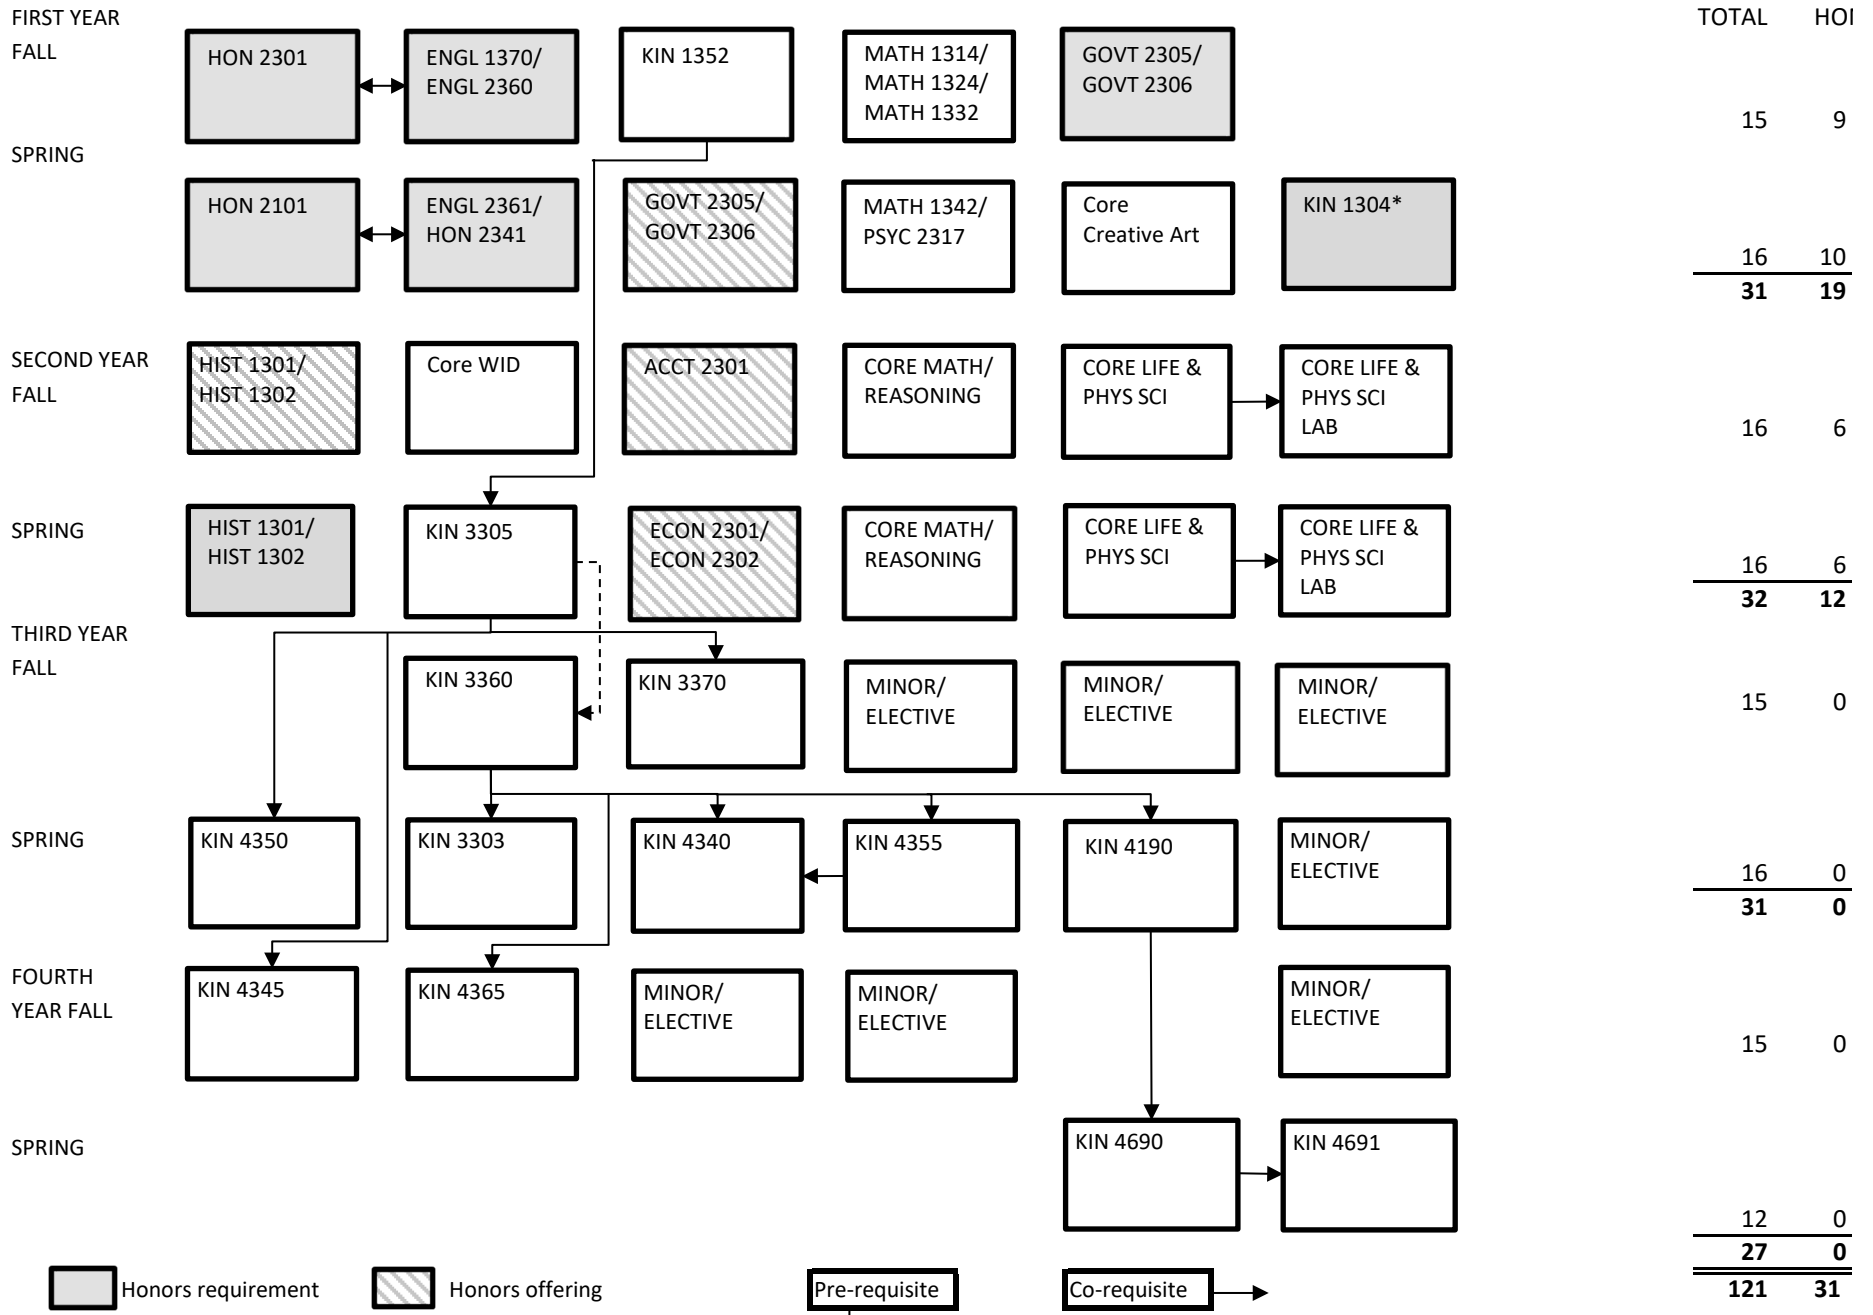 FIRST YEAR
TOTAL HON
FALL
HON 2301
ENGL 1370/
ENGL 2360
KIN 1352
MATH 1314/
MATH 1324/
MATH 1332
GOVT 2305/
GOVT 2306
15 9
SPRING
HON 2101
ENGL 2361/
HON 2341
GOVT 2305/
GOVT 2306
MATH 1342/
PSYC 2317
Core
Creative Art
KIN 1304*
16 10
31 19
SECOND YEAR
FALL
HIST 1301/
HIST 1302
Core WID
ACCT 2301
CORE MATH/
REASONING
CORE LIFE &
PHYS SCI
CORE LIFE &
PHYS SCI
LAB
16 6
SPRING
HIST 1301/
HIST 1302
KIN 3305
ECON 2301/
ECON 2302
CORE MATH/
REASONING
CORE LIFE &
PHYS SCI
CORE LIFE &
PHYS SCI
LAB
16 6
32 12
THIRD YEAR
FALL
KIN 3360
KIN 3370
MINOR/
ELECTIVE
MINOR/
ELECTIVE
MINOR/
ELECTIVE
15 0
SPRING
KIN 4350
KIN 3303
KIN 4340
KIN 4355
KIN 4190
MINOR/
ELECTIVE
16 0
31 0
FOURTH
YEAR FALL
KIN 4345
KIN 4365
MINOR/
ELECTIVE
MINOR/
ELECTIVE
MINOR/
ELECTIVE
15 0
SPRING
KIN 4690
KIN 4691
12 0
27 0
Honors requirement
Honors offering
Pre-requisite
Co-requisite
121 31